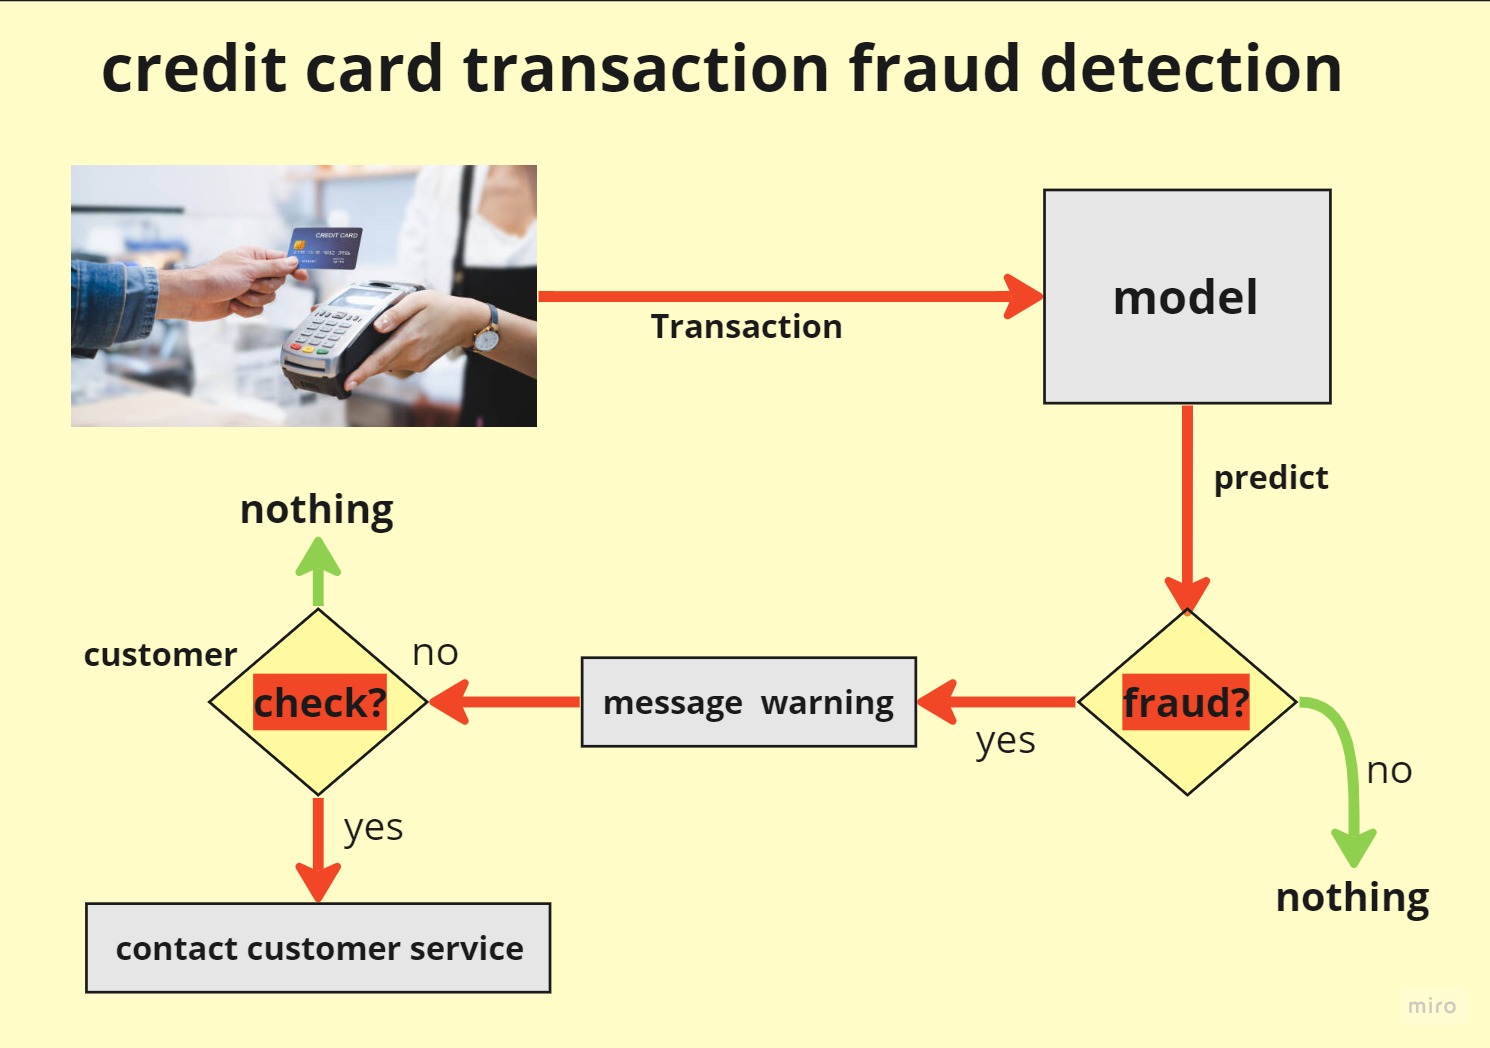 credit card transaction fraud detection
CREDIT CARD
Transaction
model
predict
nothing
customer
check?
no
message  warning
yes
fraud?
no
nothing
yes
contact customer service
miro